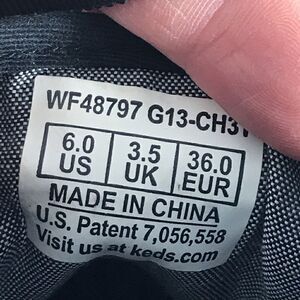 WF48797 G13-CH31
6.0 3.5 36.0
US UK EUR
MADE IN CHINA
U.S. Patent 7,056,558
Visit us at keds.com